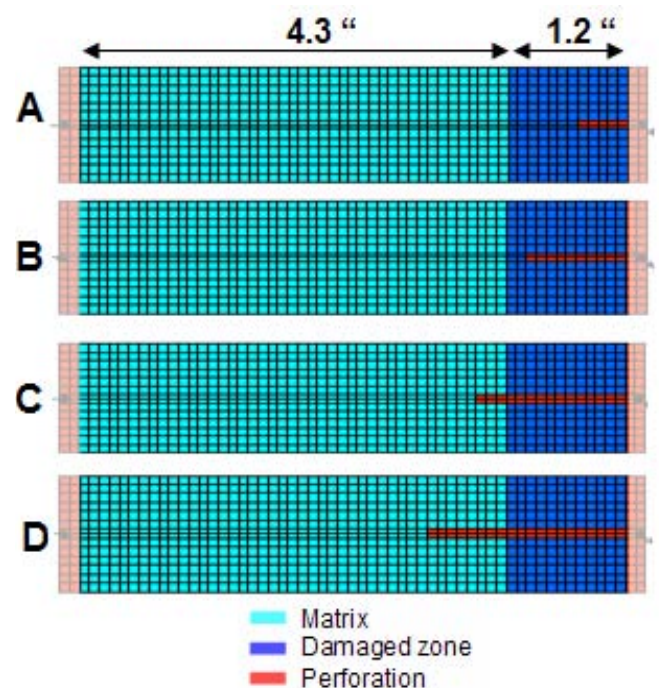 4.3 “ 1.2 “
A
B
C
D
Matrix
Damaged zone
Perforation